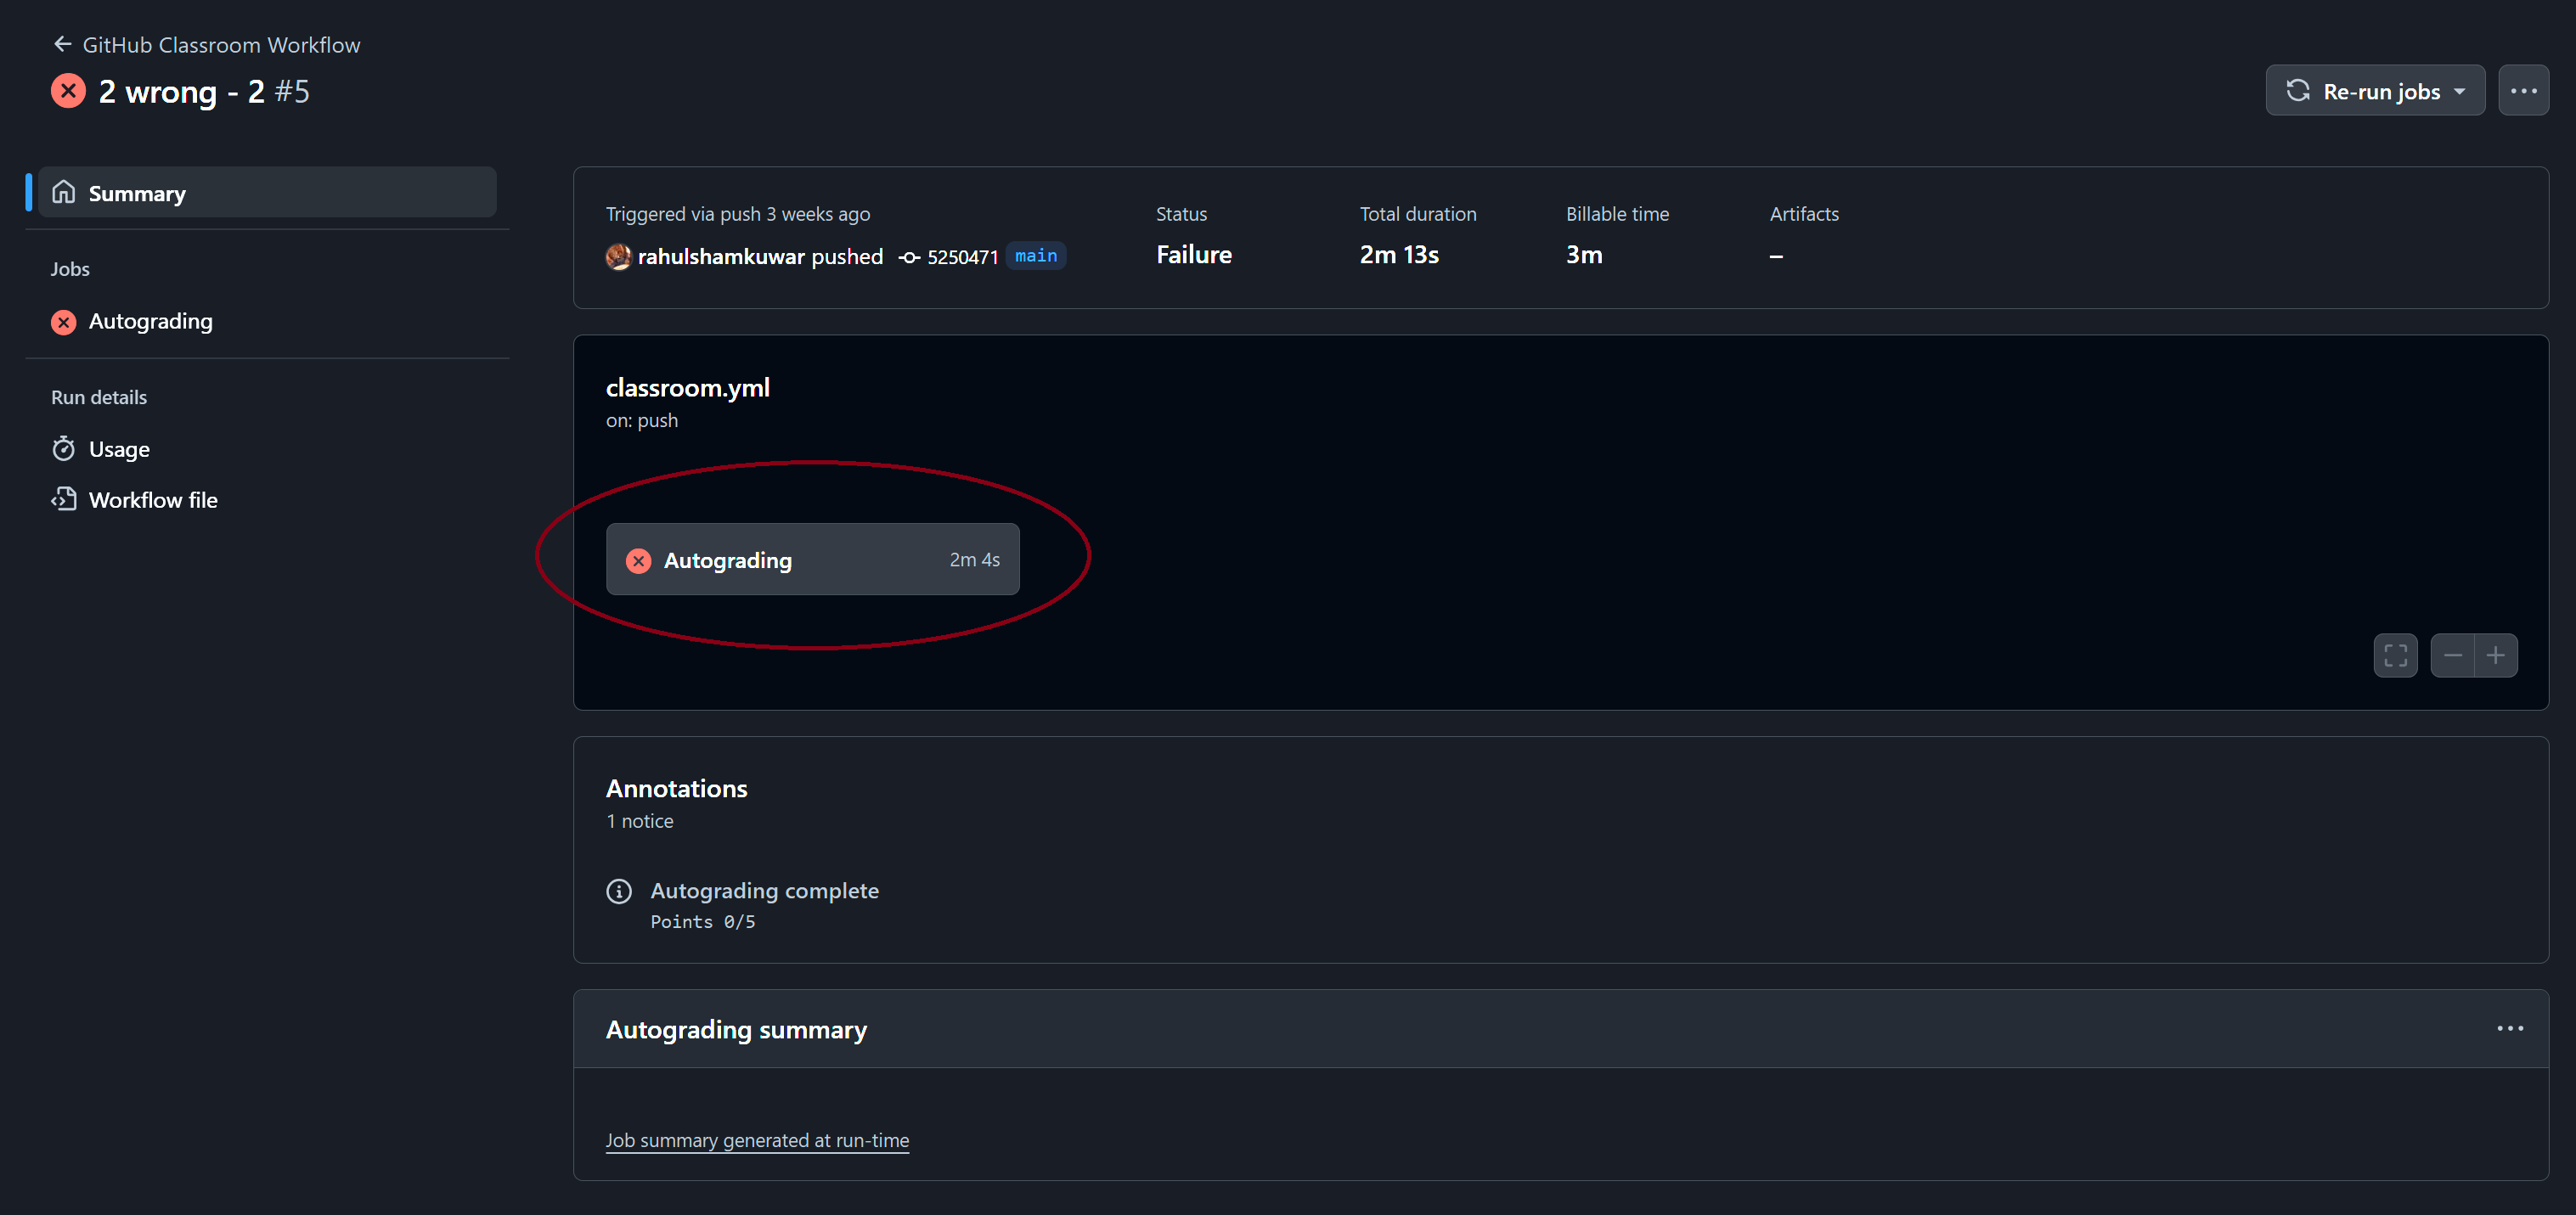 GitHub Classroom Workflow
2 wrong - 2 #5
Re-run jobs
Summary
Jobs
Autograding
Run details
Usage
Workflow file
Triggered via push 3 weeks ago
rahulshamkuwar pushed 5250471 main
Status
Failure
Total duration
2m 13s
Billable time
3m
Artifacts
–
classroom.yml
on: push
Autograding 2m 4s
Annotations
1 notice
Autograding complete
Points 0/5
Autograding summary
Job summary generated at run-time